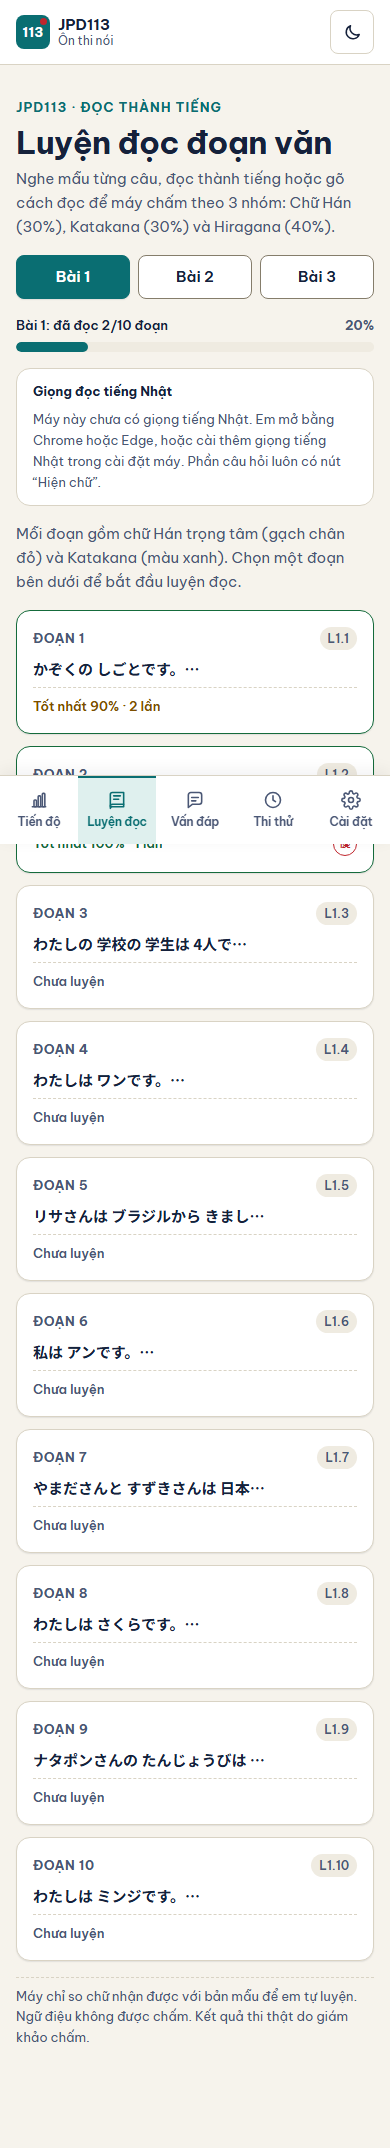 113
JPD113
Ôn thi nói
JPD113 · ĐỌC THÀNH TIẾNG
Luyện đọc đoạn văn
Nghe mẫu từng câu, đọc thành tiếng hoặc gõ
cách đọc để máy chấm theo 3 nhóm: Chữ Hán
(30%), Katakana (30%) và Hiragana (40%).
Bài 1
Bài 2
Bài 3
Bài 1: đã đọc 2/10 đoạn
20%
Giọng đọc tiếng Nhật
Máy này chưa có giọng tiếng Nhật. Em mở bằng
Chrome hoặc Edge, hoặc cài thêm giọng tiếng
Nhật trong cài đặt máy. Phần câu hỏi luôn có nút
“Hiện chữ”.
Mỗi đoạn gồm chữ Hán trọng tâm (gạch chân
đỏ) và Katakana (màu xanh). Chọn một đoạn
bên dưới để bắt đầu luyện đọc.
ĐOẠN 1
L1.1
かぞくの しごとです。…
Tốt nhất 90% · 2 lần
ĐOẠN 2
L1.2
Tiến độ
Luyện đọc
Vấn đáp
Thi thử
Cài đặt
Tốt nhất 100% · 1 lần
ĐOẠN 3
L1.3
わたしの 学校の 学生は 4人で…
Chưa luyện
ĐOẠN 4
L1.4
わたしは ワンです。…
Chưa luyện
ĐOẠN 5
L1.5
リサさんは ブラジルから きまし…
Chưa luyện
ĐOẠN 6
L1.6
私は アンです。…
Chưa luyện
ĐOẠN 7
L1.7
やまださんと すずきさんは 日本…
Chưa luyện
ĐOẠN 8
L1.8
わたしは さくらです。…
Chưa luyện
ĐOẠN 9
L1.9
ナタポンさんの たんじょうびは …
Chưa luyện
ĐOẠN 10
L1.10
わたしは ミンジです。…
Chưa luyện
Máy chỉ so chữ nhận được với bản mẫu để em tự luyện.
Ngữ điệu không được chấm. Kết quả thi thật do giám
khảo chấm.